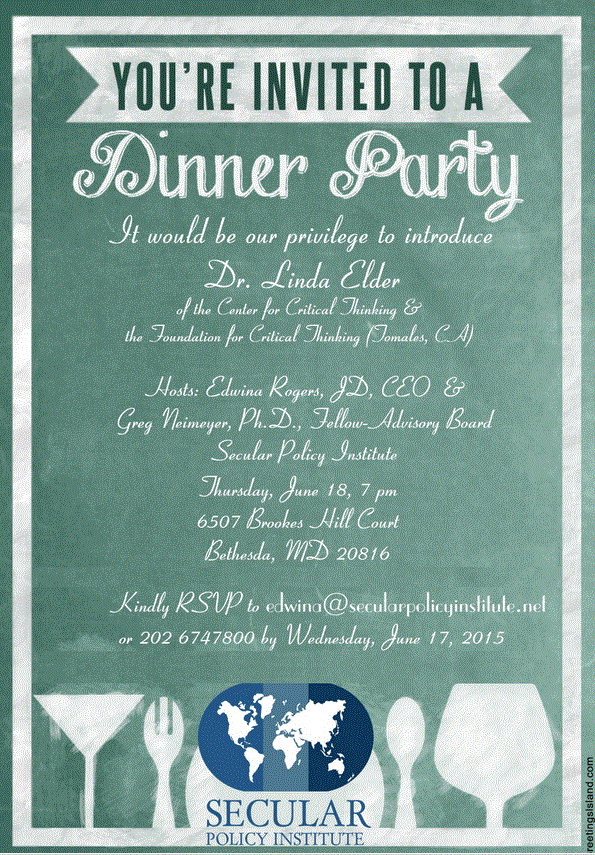 YOU'RE INVITED TO A
Dinner Party
It would be our privilege to introduce
Dr. Linda Elder
of the Center for Critical Thinking &
the Foundation for Critical Thinking (Tomales, CA)
Hosts: Edwina Rogers, JD, CEO &
Greg Neimeyer, Ph.D., Fellow-Advisory Board
Secular Policy Institute
Thursday, June 18, 7 pm
6507 Brookes Hill Court
Bethesda, MD 20816
Kindly RSVP to edwina@secularpolicyinstitute.net
or 202 6747800 by Wednesday, June 17, 2015
SECULAR
POLICY INSTITUTE
reetingsisland.com